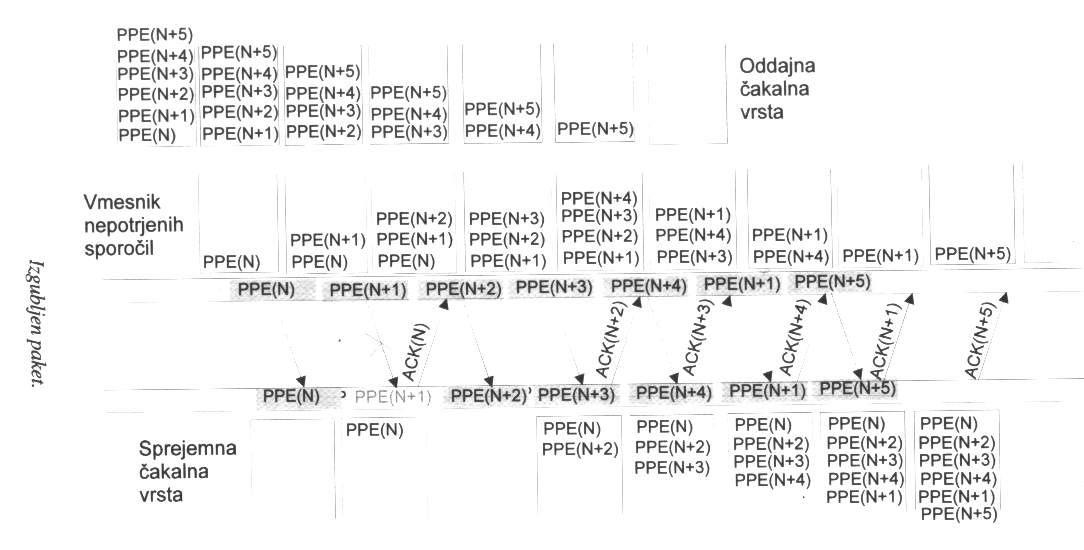 PPE(N+5)
PPE(N+4)
PPE(N+3)
PPE(N+2)
PPE(N+1)
PPE(N)
PPE(N+5)
PPE(N+4)
PPE(N+3)
PPE(N+2)
PPE(N+1)
PPE(N+5)
PPE(N+4)
PPE(N+3)
PPE(N+2)
PPE(N+5)
PPE(N+4)
PPE(N+3)
PPE(N+5)
PPE(N+4)
PPE(N+5)
Oddajna
čakalna
vrsta
Vmesnik
nepotrjenih
sporočil
PPE(N)
PPE(N+1)
PPE(N)
PPE(N+2)
PPE(N+1)
PPE(N)
PPE(N+3)
PPE(N+2)
PPE(N+1)
PPE(N+4)
PPE(N+3)
PPE(N+2)
PPE(N+1)
PPE(N+1)
PPE(N+4)
PPE(N+3)
PPE(N+1)
PPE(N+4)
PPE(N+1)
PPE(N+5)
PPE(N)
PPE(N+1)
PPE(N+2)
PPE(N+3)
PPE(N+4)
PPE(N+1)
PPE(N+5)
ACK(N)
ACK(N+2)
ACK(N+3)
ACK(N+4)
ACK(N+1)
ACK(N+5)
PPE(N)
PPE(N+1)
PPE(N+2)
PPE(N+3)
PPE(N+4)
PPE(N+1)
PPE(N+5)
Sprejemna
čakalna
vrsta
PPE(N)
PPE(N)
PPE(N+2)
PPE(N)
PPE(N+2)
PPE(N+3)
PPE(N)
PPE(N+2)
PPE(N+3)
PPE(N+4)
PPE(N)
PPE(N+2)
PPE(N+3)
PPE(N+4)
PPE(N+1)
PPE(N)
PPE(N+2)
PPE(N+3)
PPE(N+4)
PPE(N+1)
PPE(N+5)
Izgubljen paket.